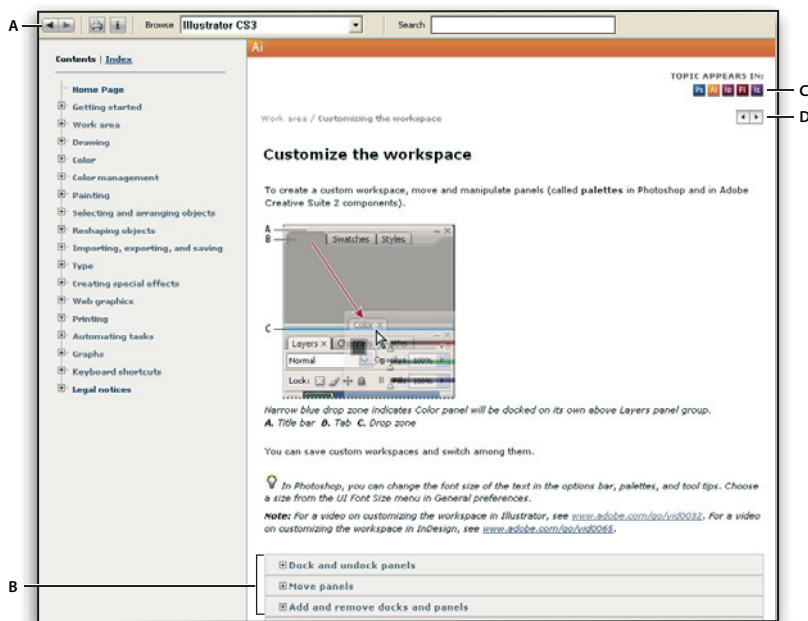 A
Browse Illustrator CS3 Search
Ai
Contents | Index
Home Page
Getting started
Work area
Drawing
Color
Color management
Painting
Selecting and arranging objects
Reshaping objects
Importing, exporting, and saving
Type
Creating special effects
Web graphics
Printing
Automating tasks
Graphs
Keyboard shortcuts
Legal notices
TOPIC APPEARS IN:
Ps Ai ID Fl
C
Work area / Customizing the workspace
D
Customize the workspace
To create a custom workspace, move and manipulate panels (called palettes in Photoshop and in Adobe
Creative Suite 2 components).
A
B
Swatches Styles
Color
C
Layers
Normal 100%
Lock: Fill: 100%
Narrow blue drop zone indicates Color panel will be docked on its own above Layers panel group.
A. Title bar B. Tab C. Drop zone
You can save custom workspaces and switch among them.
In Photoshop, you can change the font size of the text in the options bar, palettes, and tool tips. Choose
a size from the UI Font Size menu in General preferences.
Note: For a video on customizing the workspace in Illustrator, see www.adobe.com/go/vid0032. For a video
on customizing the workspace in InDesign, see www.adobe.com/go/vid0065.
B
Dock and undock panels
Move panels
Add and remove docks and panels